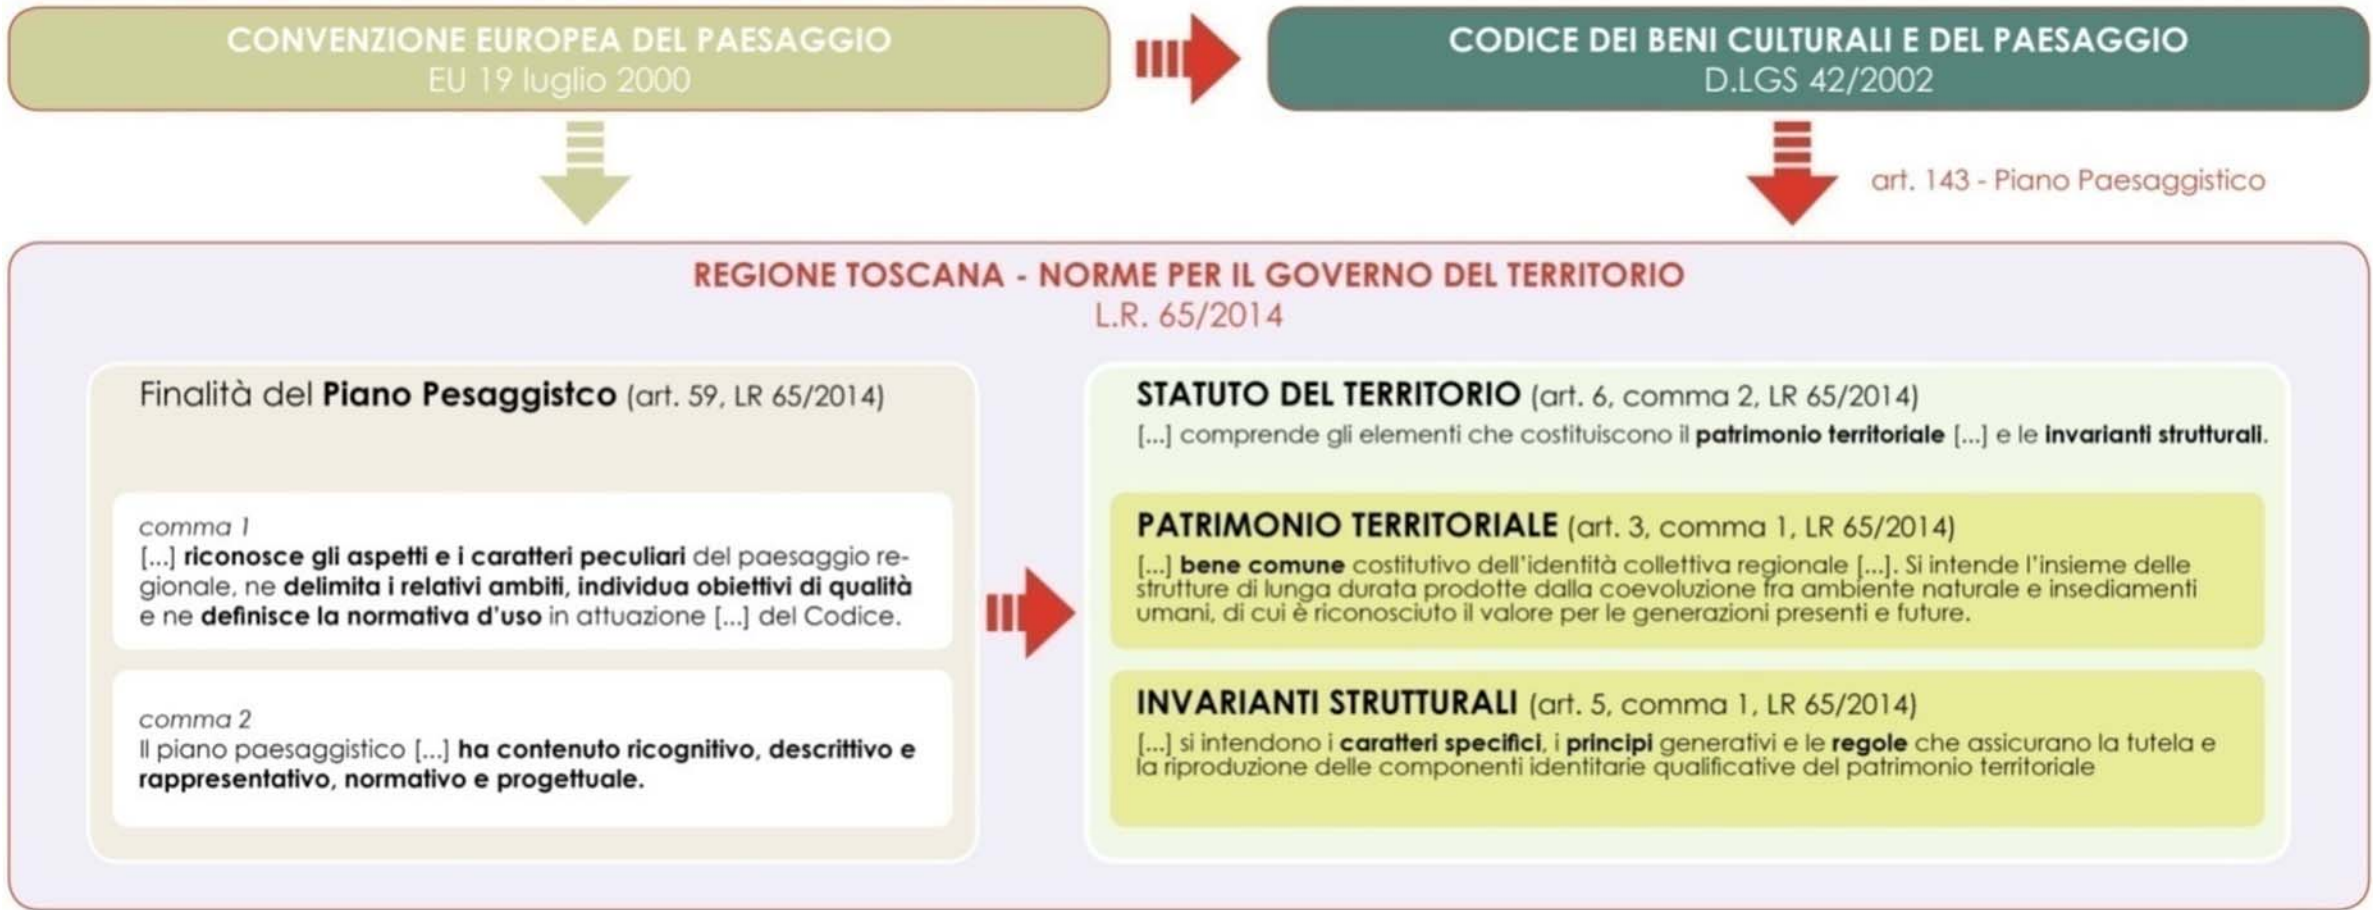 CONVENZIONE EUROPEA DEL PAESAGGIO
EU 19 luglio 2000
CODICE DEI BENI CULTURALI E DEL PAESAGGIO
D.LGS 42/2002
art. 143 - Piano Paesaggistico
REGIONE TOSCANA - NORME PER IL GOVERNO DEL TERRITORIO
L.R. 65/2014
Finalità del Piano Pesaggistco (art. 59, LR 65/2014)
comma 1
[...] riconosce gli aspetti e i caratteri peculiari del paesaggio re-
gionale, ne delimita i relativi ambiti, individua obiettivi di qualità
e ne definisce la normativa d'uso in attuazione [...] del Codice.
comma 2
Il piano paesaggistico [...] ha contenuto ricognitivo, descrittivo e
rappresentativo, normativo e progettuale.
STATUTO DEL TERRITORIO (art. 6, comma 2, LR 65/2014)
[...] comprende gli elementi che costituiscono il patrimonio territoriale [...] e le invarianti strutturali.
PATRIMONIO TERRITORIALE (art. 3, comma 1, LR 65/2014)
[...] bene comune costitutivo dell'identità collettiva regionale [...]. Si intende l'insieme delle
strutture di lunga durata prodotte dalla coevoluzione fra ambiente naturale e insediamenti
umani, di cui è riconosciuto il valore per le generazioni presenti e future.
INVARIANTI STRUTTURALI (art. 5, comma 1, LR 65/2014)
[...] si intendono i caratteri specifici, i principi generativi e le regole che assicurano la tutela e
la riproduzione delle componenti identitarie qualificative del patrimonio territoriale